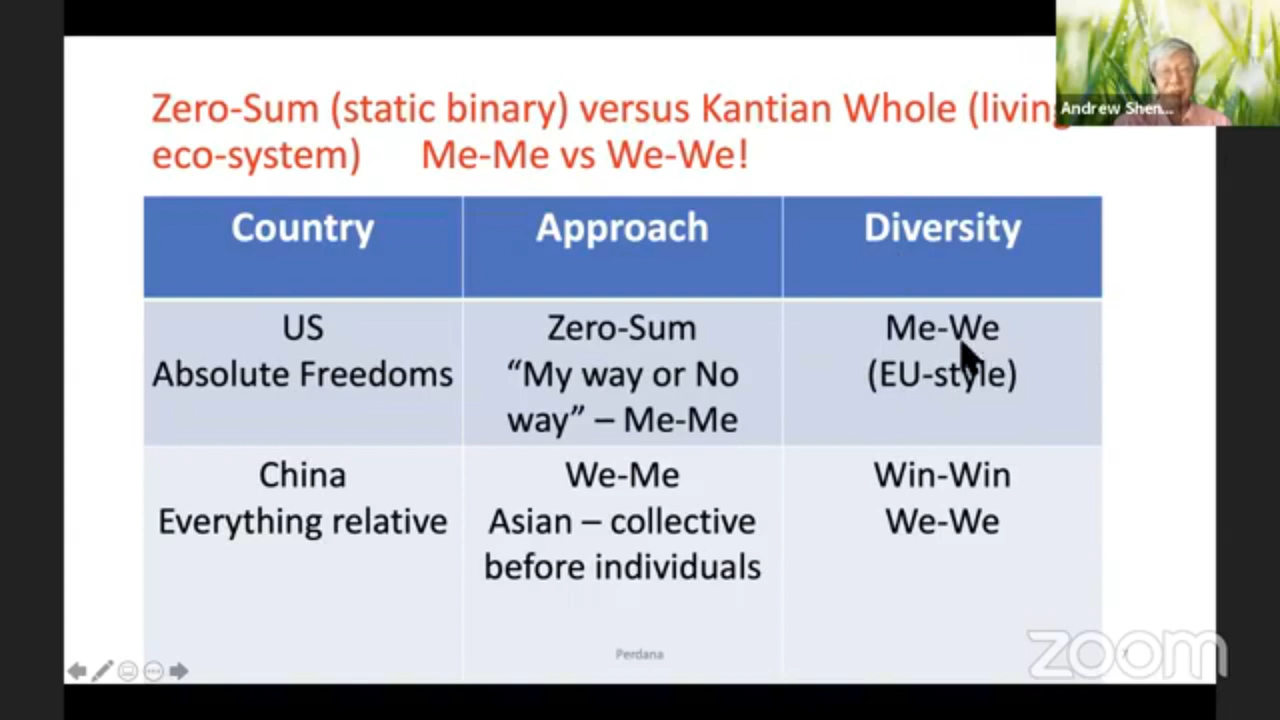 Zero-Sum (static binary) versus Kantian Whole (living
eco-system) Me-Me vs We-We!
Andrew Shen...
Country
Approach
Diversity
US
Absolute Freedoms
Zero-Sum
“My way or No
way” – Me-Me
Me-We
(EU-style)
China
Everything relative
We-Me
Asian – collective
before individuals
Win-Win
We-We
Perdana
zoom